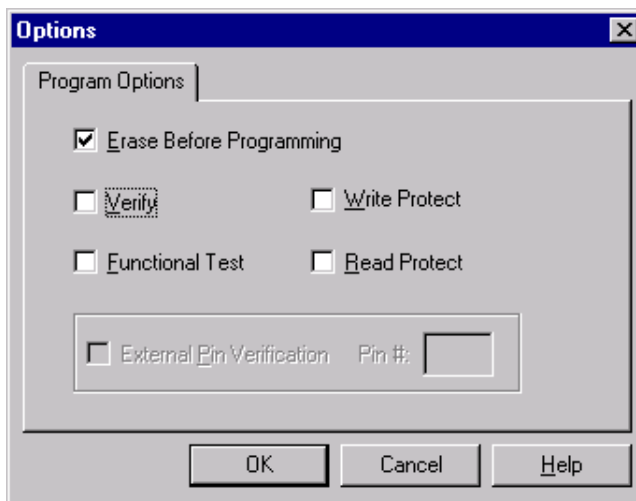 Options
Program Options
Erase Before Programming
Verify Write Protect
Functional Test Read Protect
External Pin Verification Pin #:
OK Cancel Help